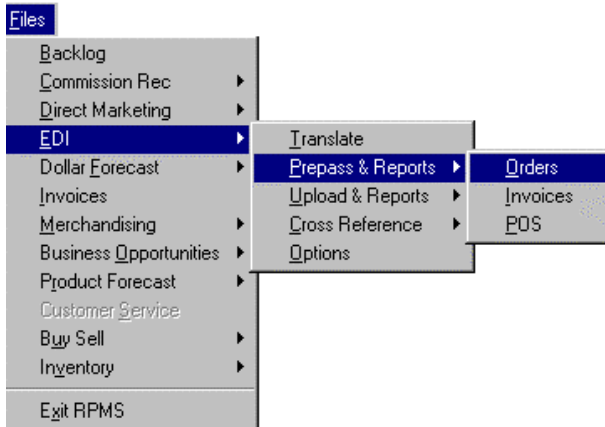 Files
Backlog
Commission Rec
Direct Marketing
EDI
Dollar Forecast
Invoices
Merchandising
Business Opportunities
Product Forecast
Customer Service
Buy Sell
Inventory
Exit RPMS
Translate
Prepass & Reports
Upload & Reports
Cross Reference
Options
Orders
Invoices
POS